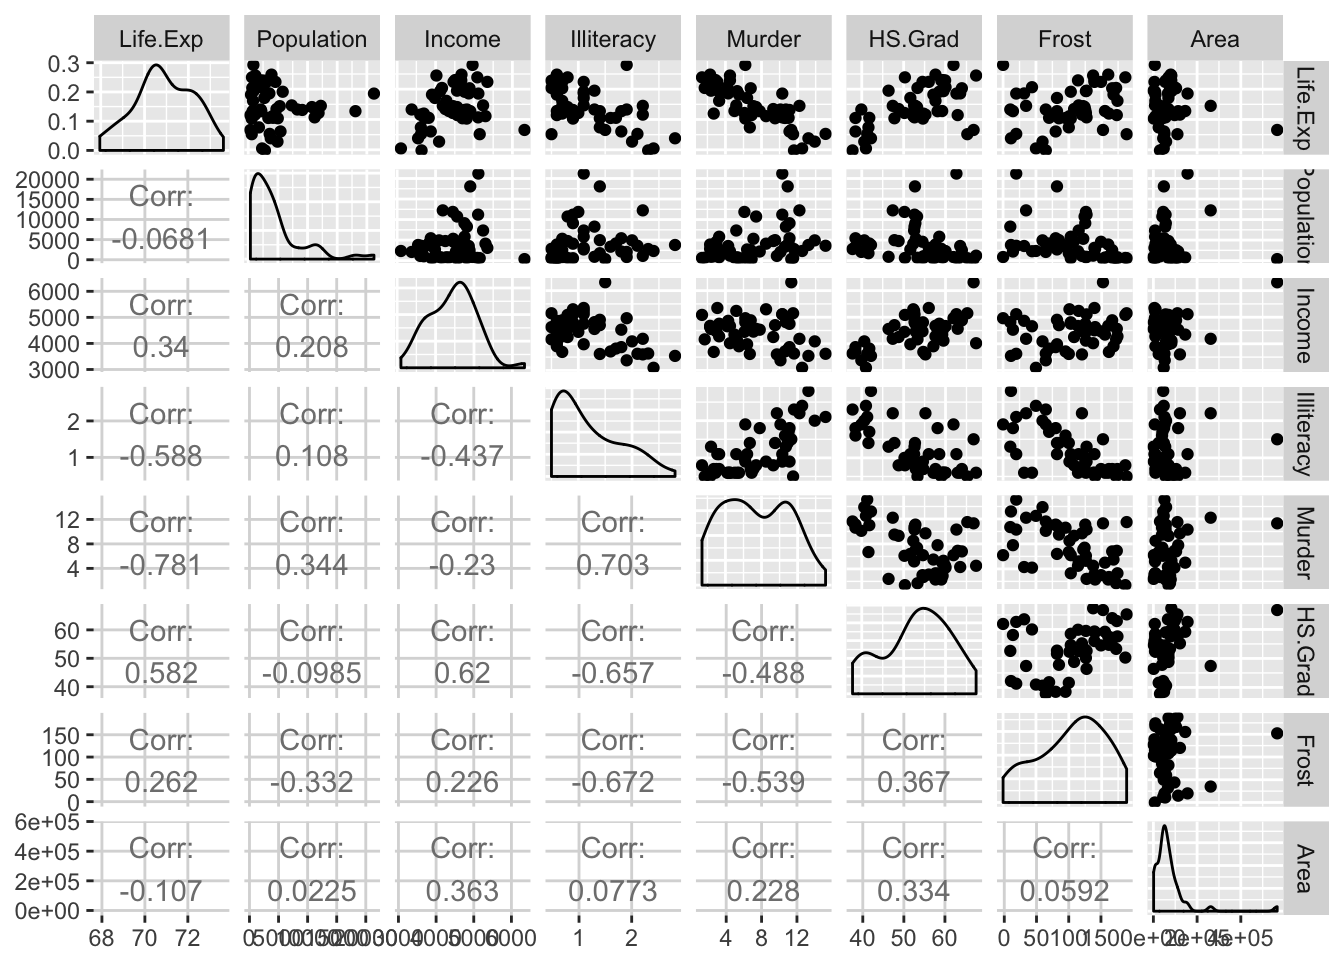 Life.Exp Population Income Illiteracy Murder HS.Grad Frost Area
0.3
0.2
0.1
0.0
Life.Exp
20000
15000
10000
5000
0
Corr:
-0.0681
Population
6000
5000
4000
3000
Corr: Corr:
0.34 0.208
Income
2
1
Corr: Corr: Corr:
-0.588 0.108 -0.437
Illiteracy
12
8
4
Corr: Corr: Corr: Corr:
-0.781 0.344 -0.23 0.703
Murder
60
50
40
Corr: Corr: Corr: Corr: Corr:
0.582 -0.0985 0.62 -0.657 -0.488
HS.Grad
150
100
50
0
Corr: Corr: Corr: Corr: Corr: Corr:
0.262 -0.332 0.226 -0.672 -0.539 0.367
Frost
6e+05
4e+05
2e+05
0e+00
Corr: Corr: Corr: Corr: Corr: Corr: Corr:
-0.107 0.0225 0.363 0.0773 0.228 0.334 0.0592
Area
68 70 72 0 5000 10000 15000 20000 3000 4000 5000 6000 1 2 4 8 12 40 50 60 0 50 100 150 0e+00 2e+05 4e+05